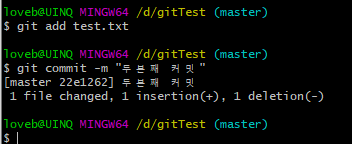 loveb@UINQ MINGW64 /d/gitTest (master)
$ git add test.txt
loveb@UINQ MINGW64 /d/gitTest (master)
$ git commit -m "두번째 커밋"
[master 22e1262] 두번째 커밋
 1 file changed, 1 insertion(+), 1 deletion(-)
loveb@UINQ MINGW64 /d/gitTest (master)
$